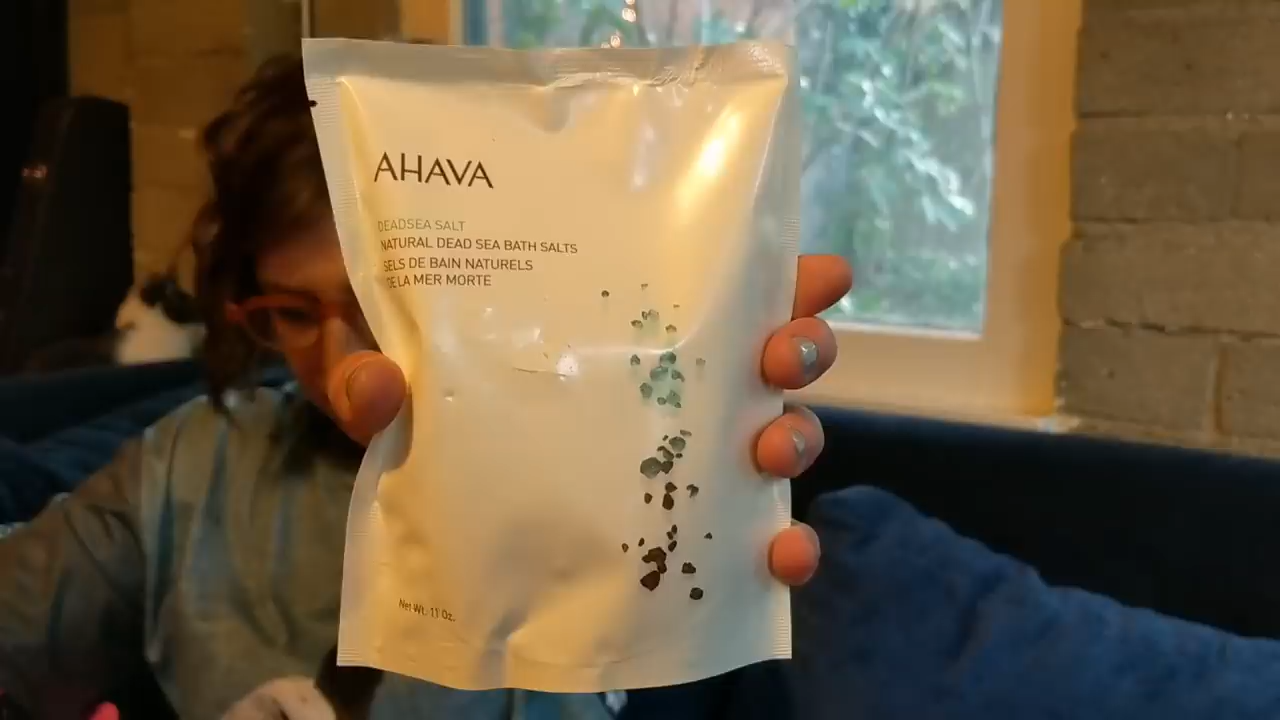 AHAVA
DEADSEA SALT
NATURAL DEAD SEA BATH SALTS
SELS DE BAIN NATURELS
DE LA MER MORTE
Net Wt. 11 Oz.